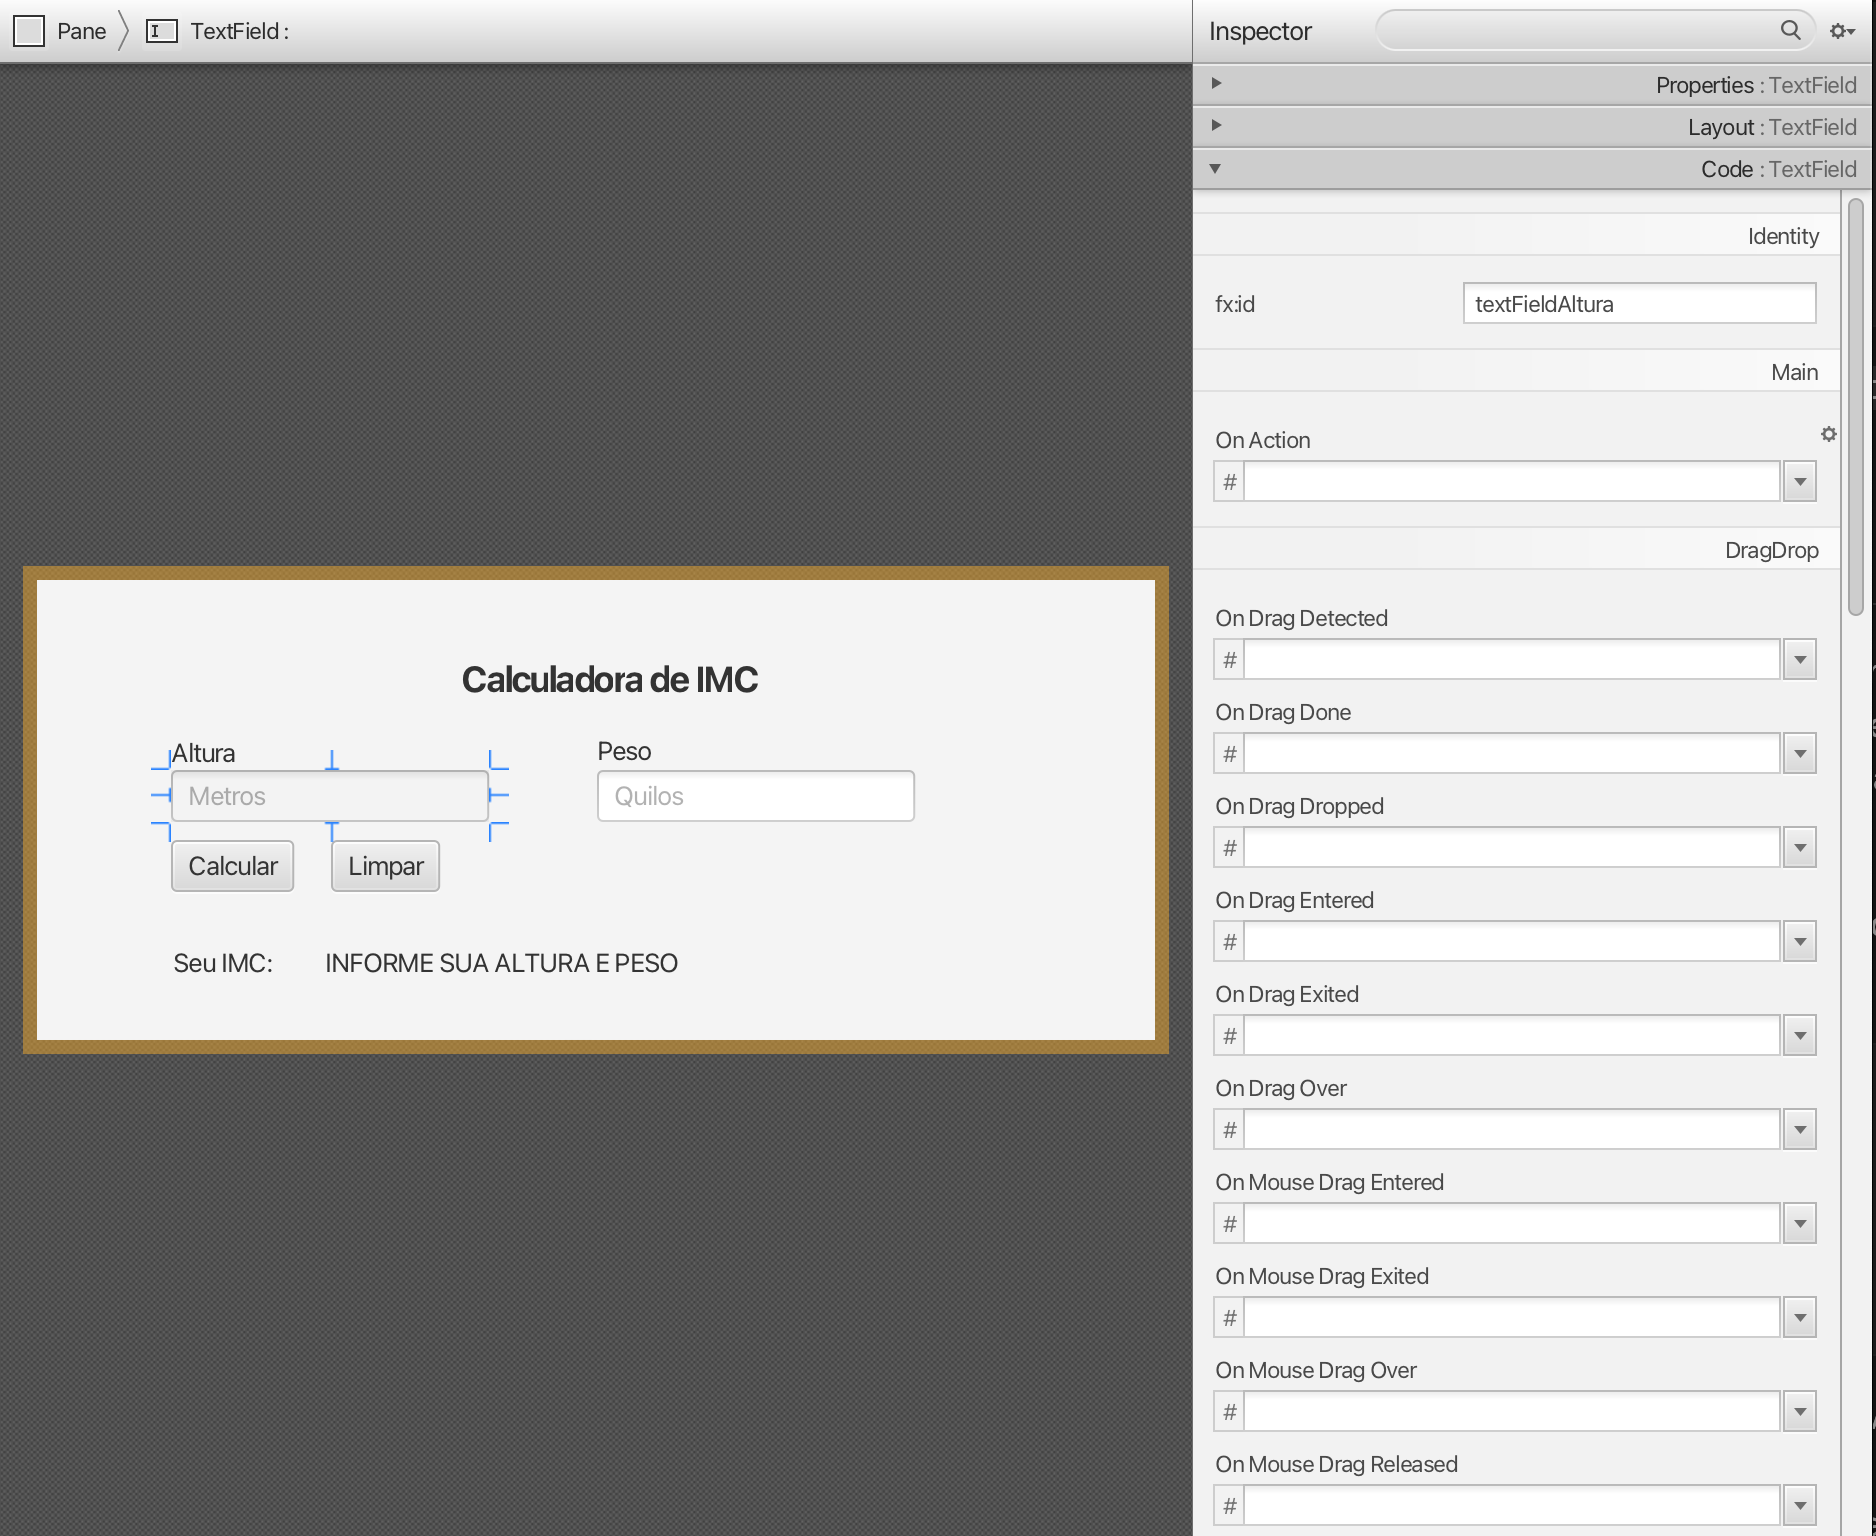 Pane
TextField :
Inspector
Properties : TextField
Layout : TextField
Code : TextField
Identity
fx:id
textFieldAltura
Main
On Action
#
DragDrop
On Drag Detected
#
On Drag Done
#
On Drag Dropped
#
On Drag Entered
#
On Drag Exited
#
On Drag Over
#
On Mouse Drag Entered
#
On Mouse Drag Exited
#
On Mouse Drag Over
#
On Mouse Drag Released
#
Calculadora de IMC
Altura
Peso
Metros
Quilos
Calcular
Limpar
Seu IMC: INFORME SUA ALTURA E PESO